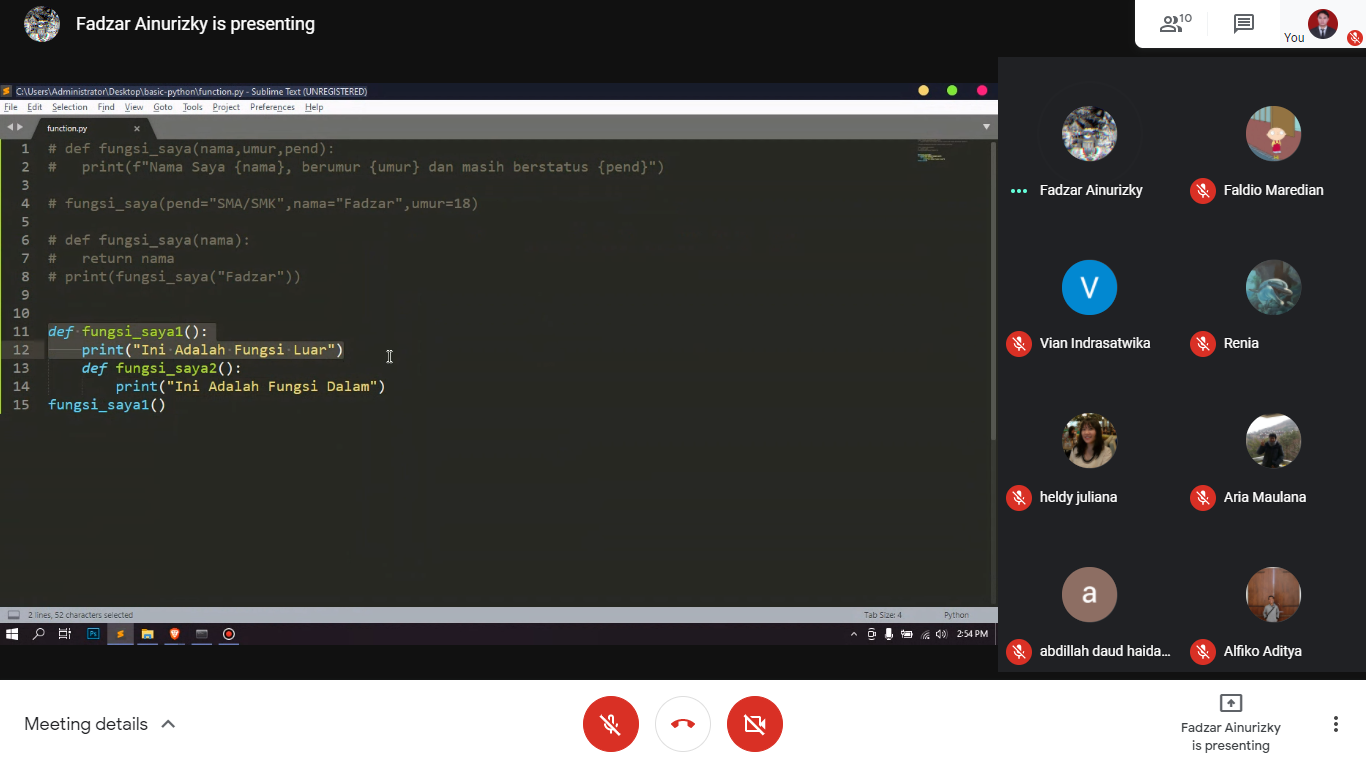 Fadzar Ainurizky is presenting
10
You
C:\Users\Administrator\Desktop\basic-python\function.py - Sublime Text (UNREGISTERED)
File Edit Selection Find View Goto Tools Project Preferences Help
function.py
1 # def fungsi_saya(nama,umur,pend):
2 #   print(f"Nama Saya {nama}, berumur {umur} dan masih berstatus {pend}")
3
4 # fungsi_saya(pend="SMA/SMK",nama="Fadzar",umur=18)
5
6 # def fungsi_saya(nama):
7 #   return nama
8 # print(fungsi_saya("Fadzar"))
9
10
11 def fungsi_saya1():
12     print("Ini Adalah Fungsi Luar")
13     def fungsi_saya2():
14         print("Ini Adalah Fungsi Dalam")
15 fungsi_saya1()
2 lines, 52 characters selected
Tab Size: 4
Python
Ps
2:54 PM
Fadzar Ainurizky
Faldio Maredian
V
Vian Indrasatwika
Renia
heldy juliana
Aria Maulana
a
abdillah daud haida...
Alfiko Aditya
Meeting details
Fadzar Ainurizky
is presenting